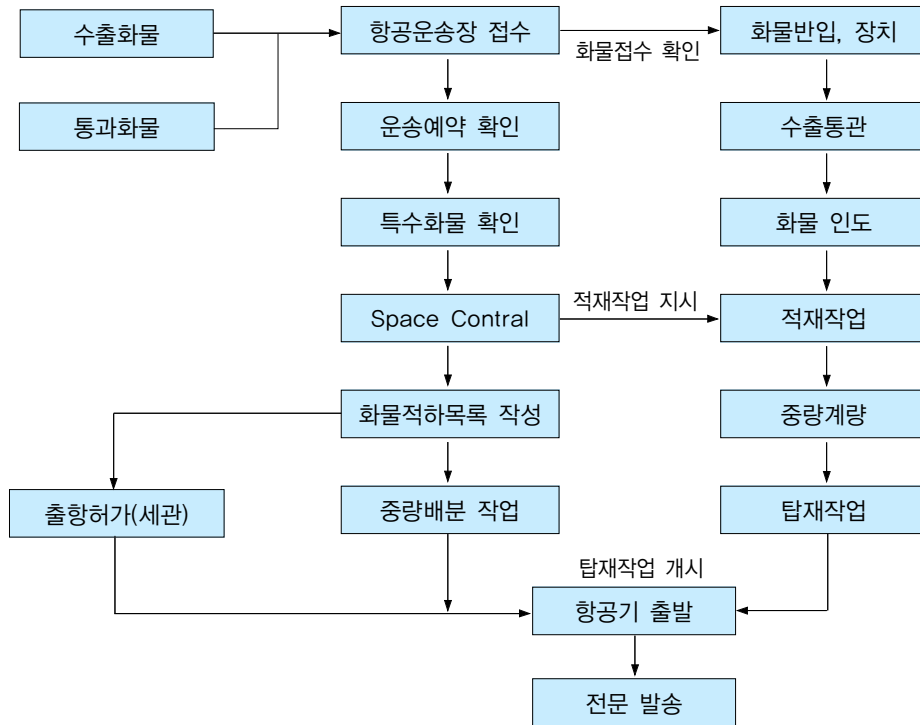 수출화물
항공운송장 접수
화물접수 확인
화물반입, 장치
통과화물
운송예약 확인
수출통관
특수화물 확인
화물 인도
Space Contral
적재작업 지시
적재작업
화물적하목록 작성
중량계량
출항허가(세관)
중량배분 작업
탑재작업
탑재작업 개시
항공기 출발
전문 발송